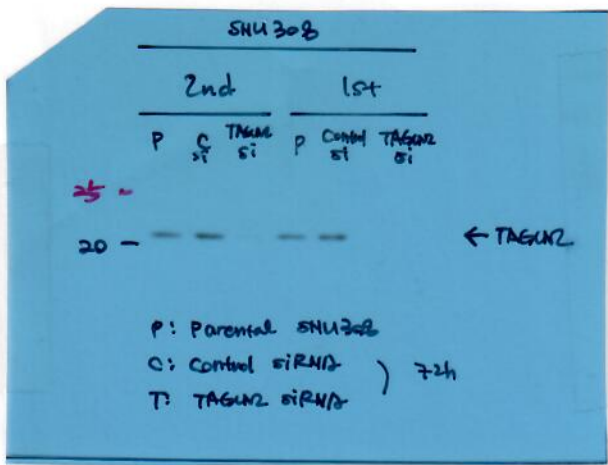 SNU308
2nd 1st
P C si TAGLN2 si P Control si TAGLN2 si
25 -
20 - ← TAGLN2
P: Parental SNU308
C: Control siRNA
T: TAGLN2 siRNA ) 72h